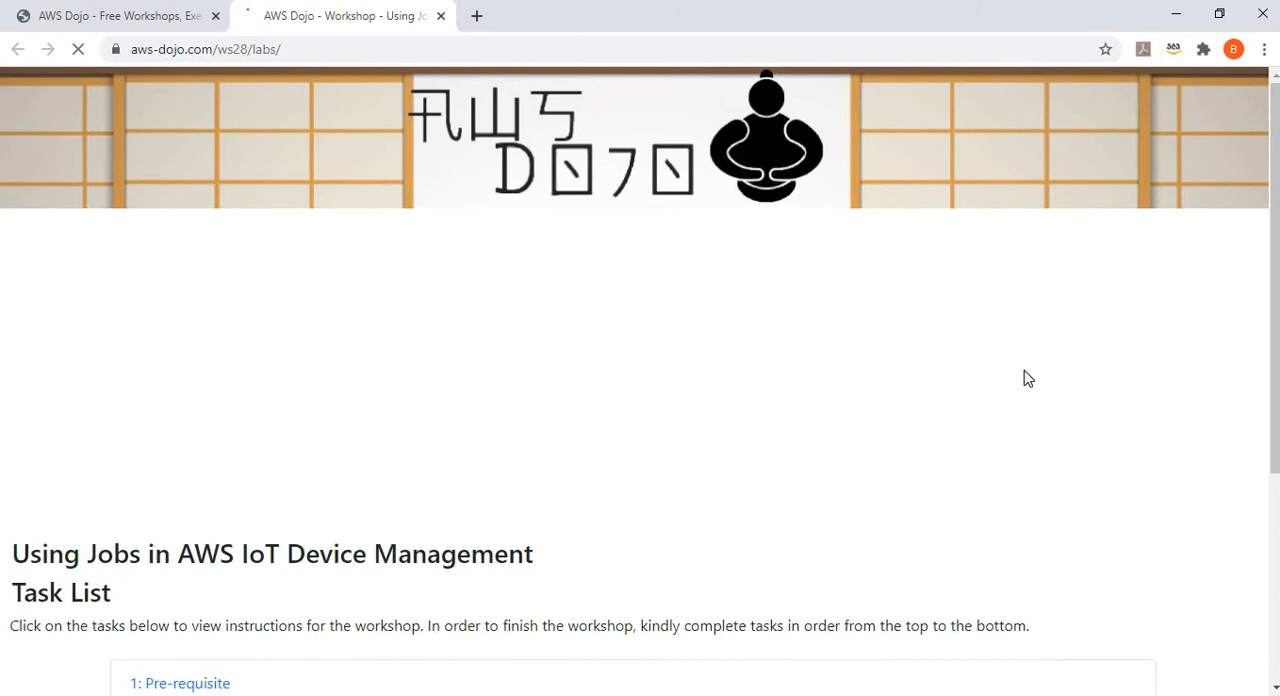 AWS Dojo - Free Workshops, Exe
AWS Dojo - Workshop - Using Jo
aws-dojo.com/ws28/labs/
B
Using Jobs in AWS IoT Device Management
Task List
Click on the tasks below to view instructions for the workshop. In order to finish the workshop, kindly complete tasks in order from the top to the bottom.
1: Pre-requisite